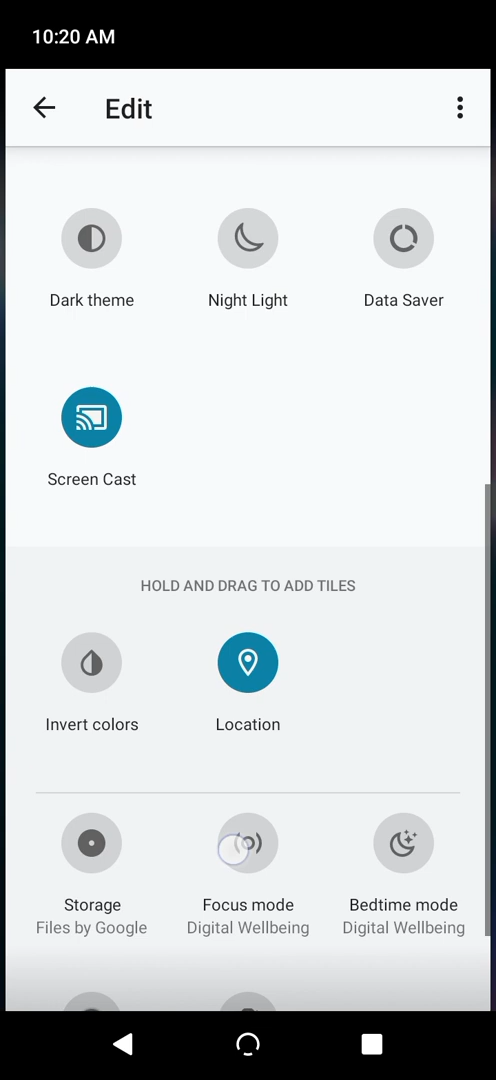 10:20 AM
Edit
Dark theme
Night Light
Data Saver
Screen Cast
HOLD AND DRAG TO ADD TILES
Invert colors
Location
Storage
Focus mode
Bedtime mode
Files by Google
Digital Wellbeing
Digital Wellbeing